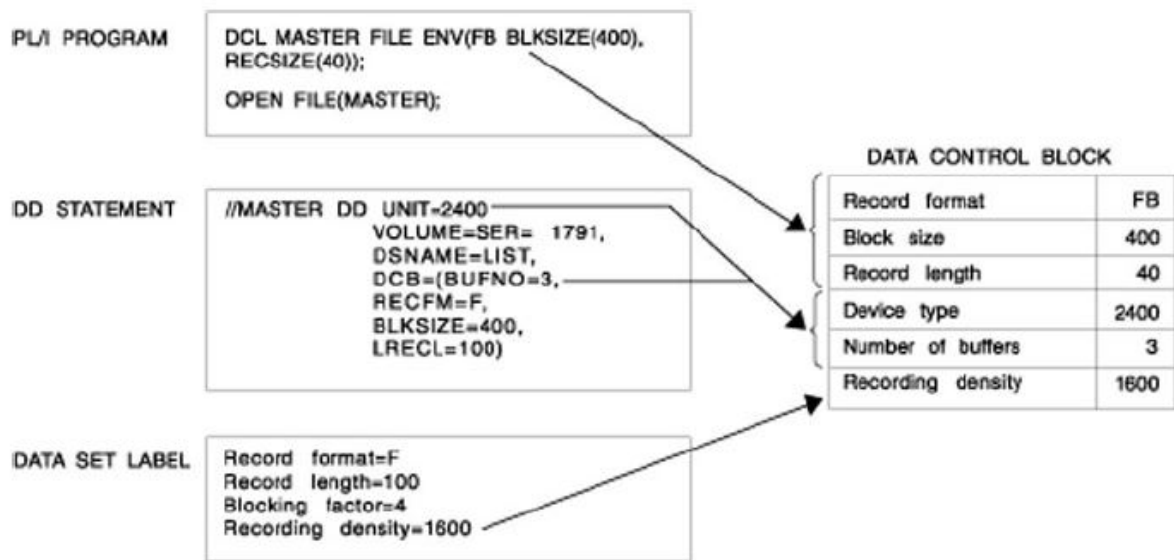 PL/I PROGRAM
DCL MASTER FILE ENV(FB BLKSIZE(400),
RECSIZE(40));
OPEN FILE(MASTER);
DD STATEMENT
//MASTER DD UNIT=2400
VOLUME=SER= 1791,
DSNAME=LIST,
DCB=(BUFNO=3,
RECFM=F,
BLKSIZE=400,
LRECL=100)
DATA SET LABEL
Record format=F
Record length=100
Blocking factor=4
Recording density=1600
DATA CONTROL BLOCK
Record format FB
Block size 400
Record length 40
Device type 2400
Number of buffers 3
Recording density 1600